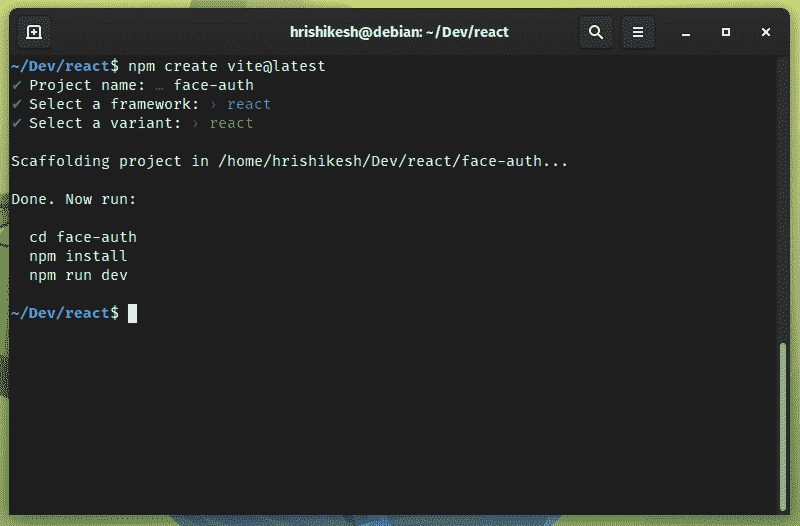 hrishikesh@debian: ~/Dev/react
~/Dev/react$ npm create vite@latest
✔ Project name: … face-auth
✔ Select a framework: › react
✔ Select a variant: › react
Scaffolding project in /home/hrishikesh/Dev/react/face-auth...
Done. Now run:
cd face-auth
npm install
npm run dev
~/Dev/react$